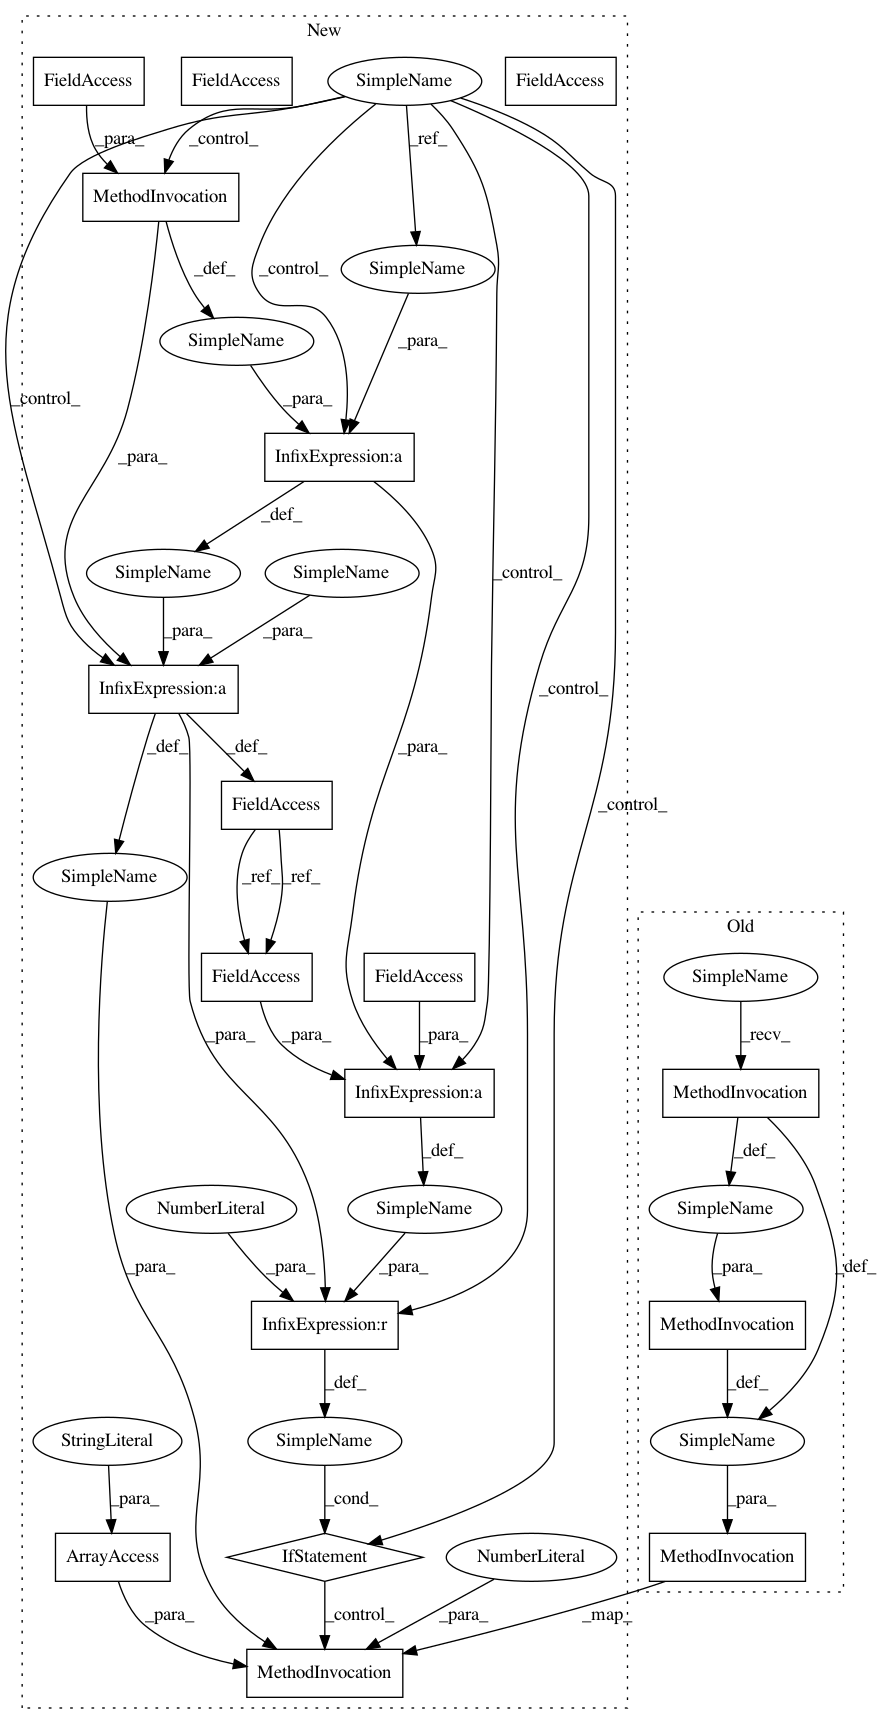 New
FieldAccess FieldAccess SimpleName FieldAccess
_para_ _control_ _ref_
MethodInvocation
_def_ _control_ SimpleName
SimpleName _para_
_control_ _para_
_para_ InfixExpression:a
_def_
SimpleName SimpleName _control_
_para_ _para_
InfixExpression:a _control_
_def_ _def_ _para_
FieldAccess _control_
SimpleName _ref_ _ref_
Old
FieldAccess FieldAccess SimpleName
_para_ _para_ _para_ _recv_
InfixExpression:a MethodInvocation
_def_ _def_
NumberLiteral SimpleName SimpleName
_para_ _para_ _para_ _para_ _def_
InfixExpression:r MethodInvocation
_def_ _def_
StringLiteral SimpleName SimpleName
_para_ _cond_ _para_
ArrayAccess IfStatement NumberLiteral MethodInvocation
_para_ _control_ _para_ _map_
MethodInvocation